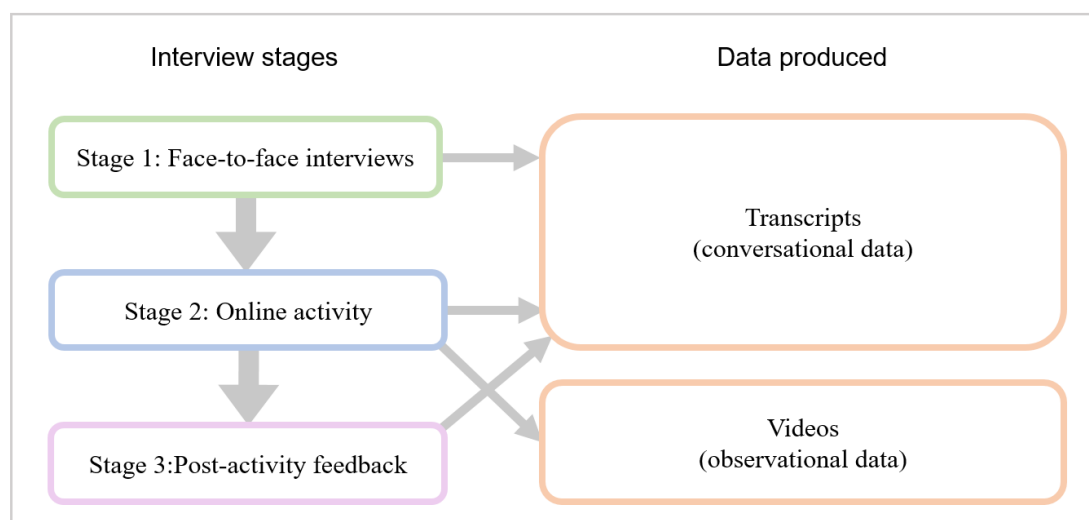 Interview stages
Data produced
Stage 1: Face-to-face interviews
Transcripts
(conversational data)
Stage 2: Online activity
Stage 3:Post-activity feedback
Videos
(observational data)